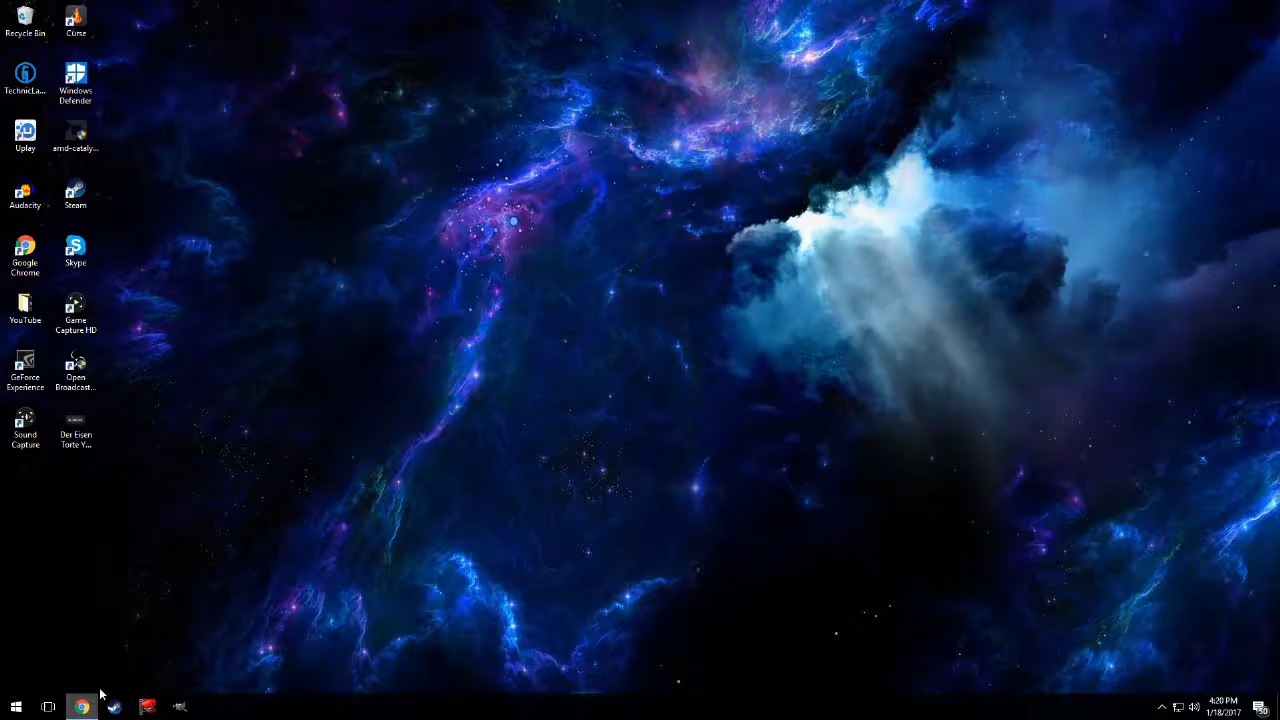 Recycle Bin
Curse
TechnicLa...
Windows
Defender
Uplay
amd-cataly...
Audacity
Steam
Google
Chrome
Skype
YouTube
Game
Capture HD
GeForce
Experience
Open
Broadcast...
Sound
Capture
Der Eisen
Torte Y...
4:20 PM
1/18/2017
50